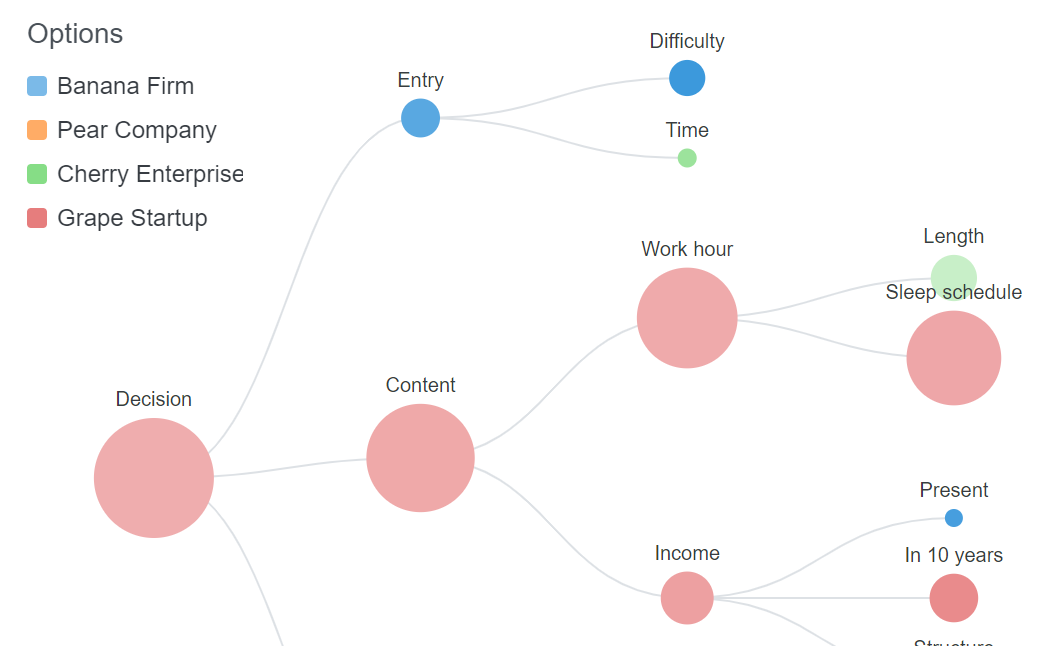 Options
Banana Firm
Pear Company
Cherry Enterprise
Grape Startup
Difficulty
Entry
Time
Work hour
Length
Sleep schedule
Decision
Content
Present
Income
In 10 years
Structure